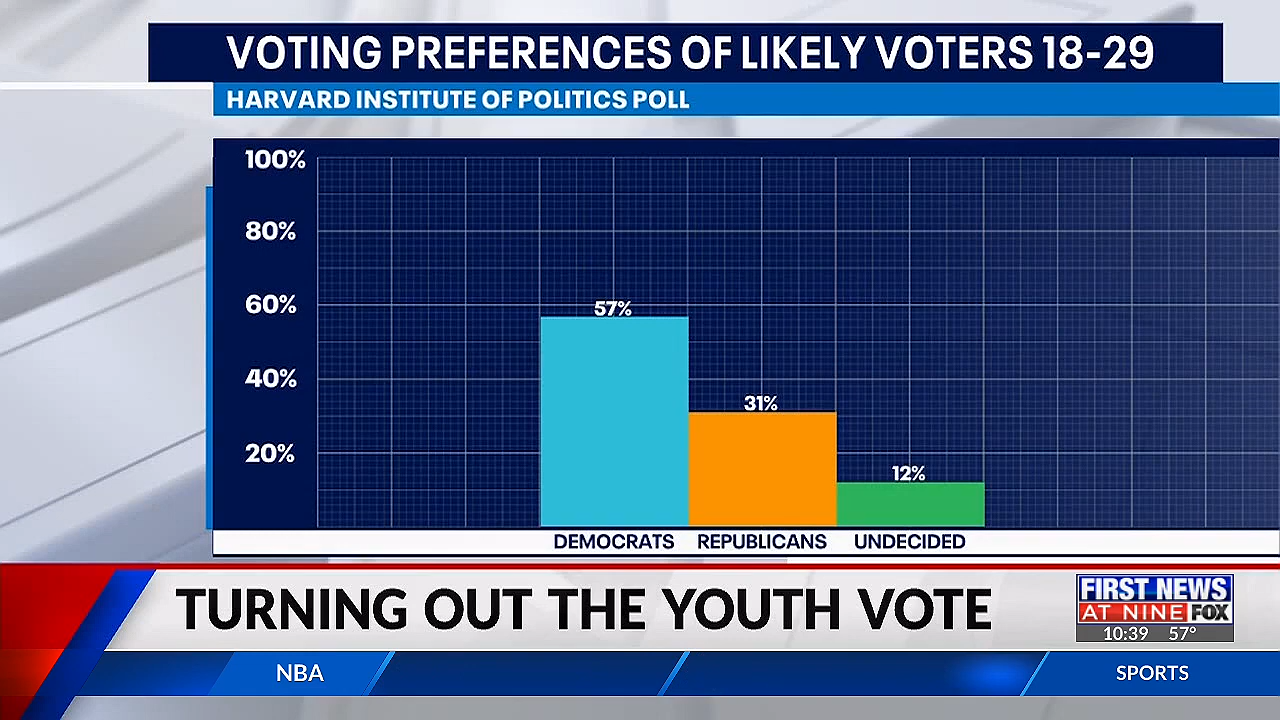 VOTING PREFERENCES OF LIKELY VOTERS 18-29
HARVARD INSTITUTE OF POLITICS POLL
100%
80%
60%
40%
20%
57%
31%
12%
DEMOCRATS REPUBLICANS UNDECIDED
TURNING OUT THE YOUTH VOTE
FIRST NEWS
AT NINE FOX
10:39 57°
NBA SPORTS